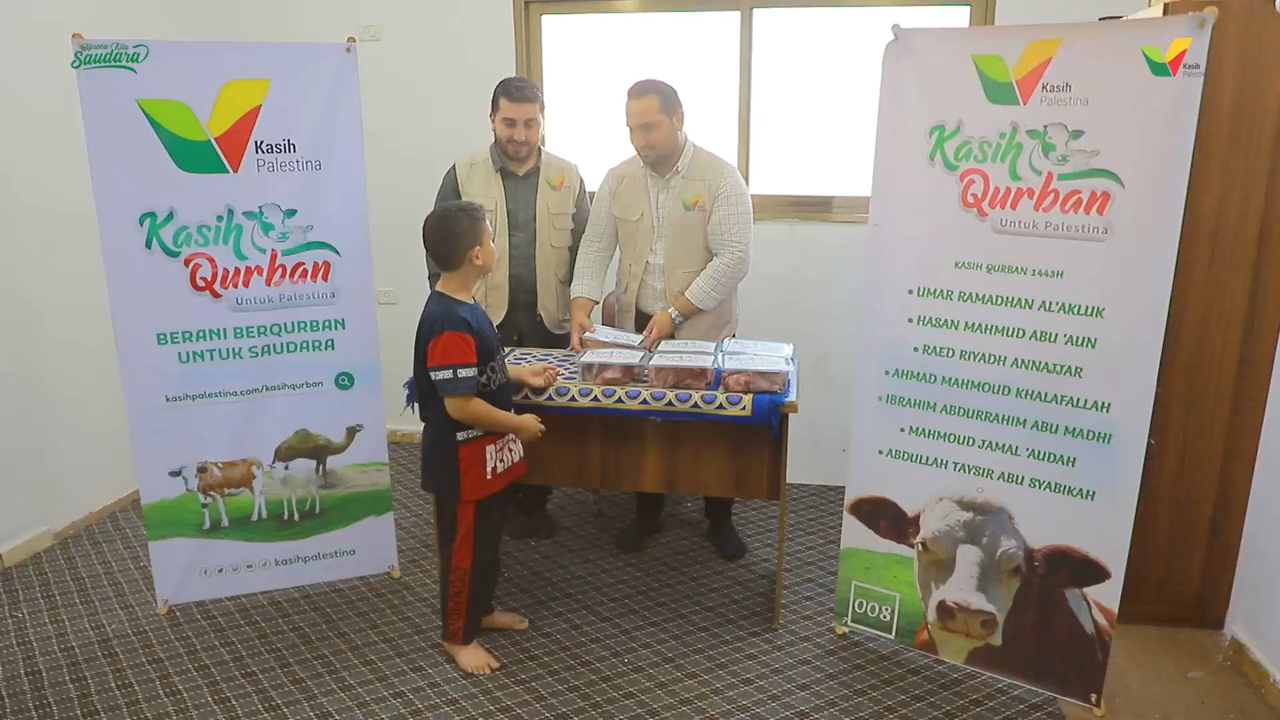 Karena Kita
Saudara
Kasih
Palestina
Kasih
Qurban
Untuk Palestina
BERANI BERQURBAN
UNTUK SAUDARA
kasihpalestina.com/kasihqurban
kasihpalestina
Kasih
Palestina
Kasih
Qurban
Untuk Palestina
KASIH QURBAN 1443H
• UMAR RAMADHAN AL'AKLUK
• HASAN MAHMUD ABU 'AUN
• RAED RIYADH ANNAJJAR
• AHMAD MAHMOUD KHALAFALLAH
• IBRAHIM ABDURRAHIM ABU MADHI
• MAHMOUD JAMAL 'AUDAH
• ABDULLAH TAYSIR ABU SYABIKAH
008
Kasih